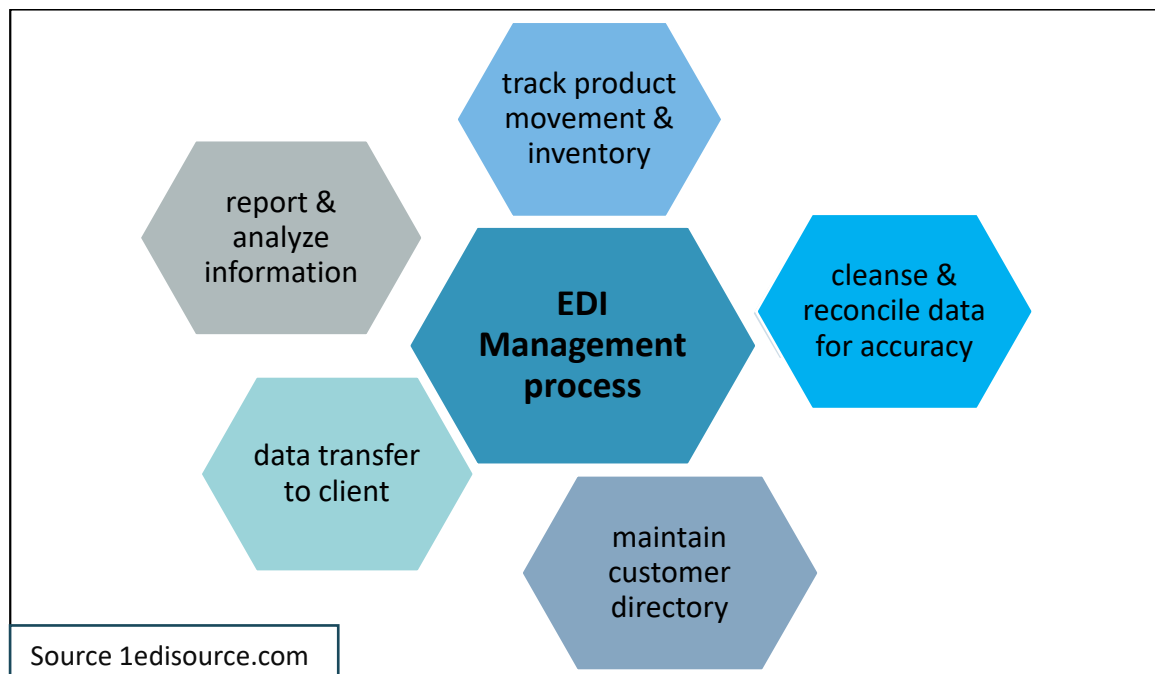 track product
movement &
inventory
report &
analyze
information
cleanse &
reconcile data
for accuracy
EDI
Management
process
data transfer
to client
maintain
customer
directory
Source 1edisource.com